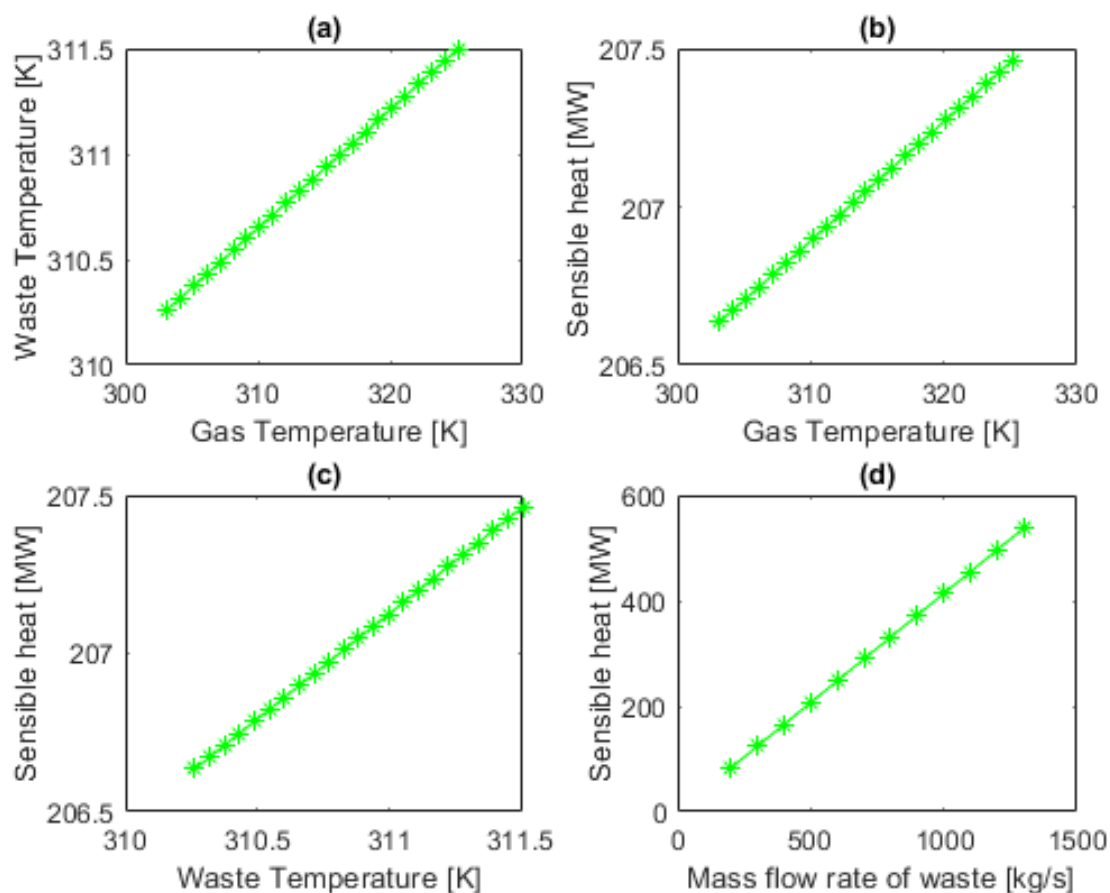 (a)
Waste Temperature [K]
311.5
311
310.5
310
300
310
320
330
Gas Temperature [K]
(b)
Sensible heat [MW]
207.5
207
206.5
300
310
320
330
Gas Temperature [K]
(c)
Sensible heat [MW]
207.5
207
206.5
310
310.5
311
311.5
Waste Temperature [K]
(d)
Sensible heat [MW]
600
400
200
0
0
500
1000
1500
Mass flow rate of waste [kg/s]